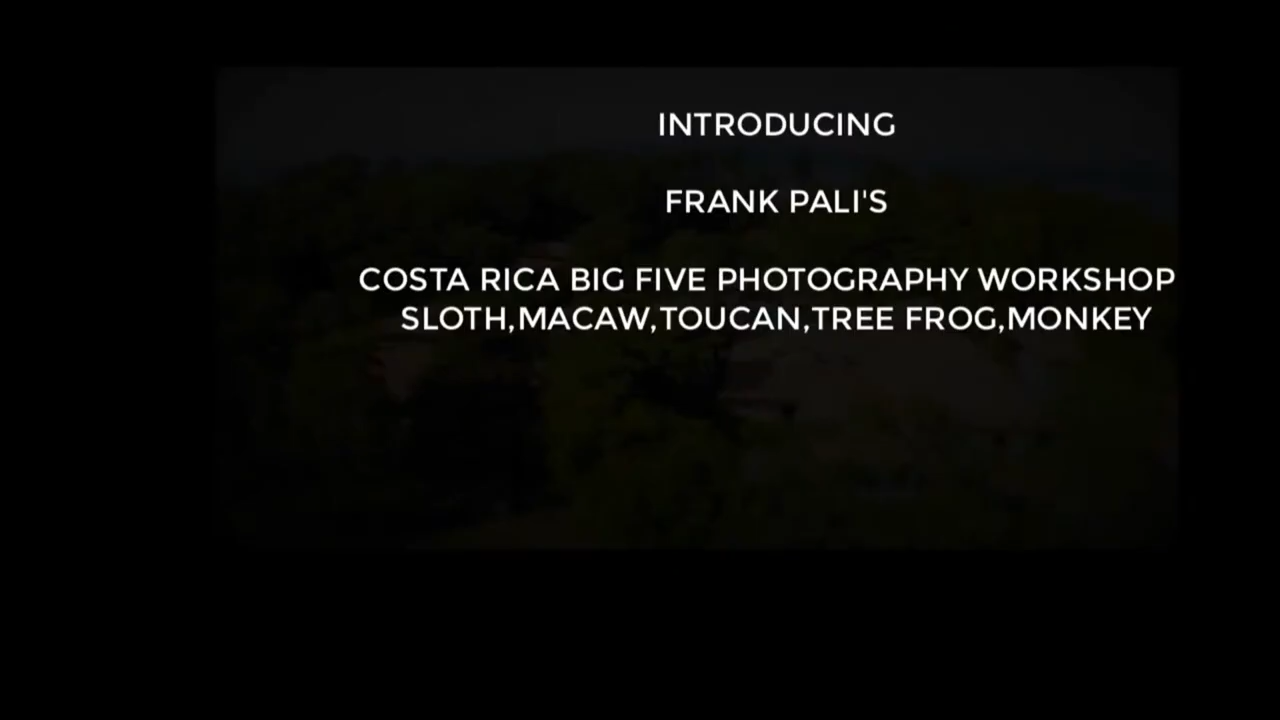 INTRODUCING
FRANK PALI'S
COSTA RICA BIG FIVE PHOTOGRAPHY WORKSHOP
SLOTH,MACAW,TOUCAN,TREE FROG,MONKEY